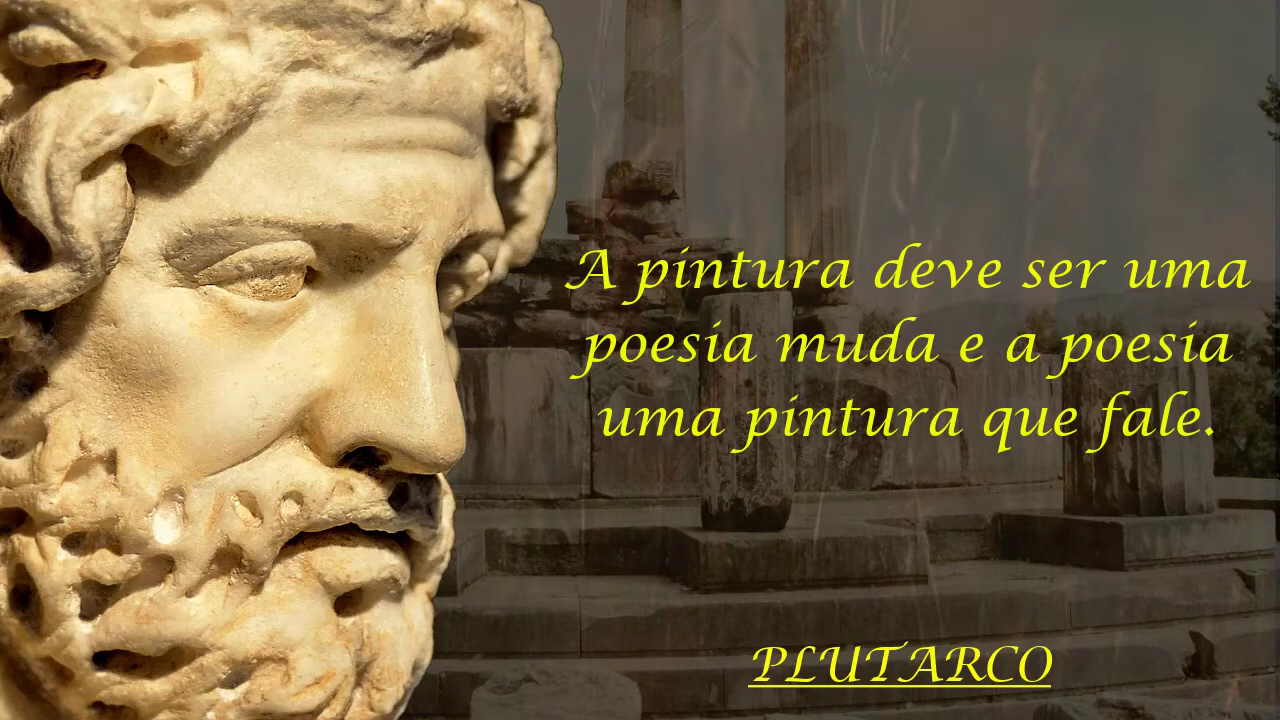 A pintura deve ser uma
poesia muda e a poesia
uma pintura que fale.
PLUTARCO